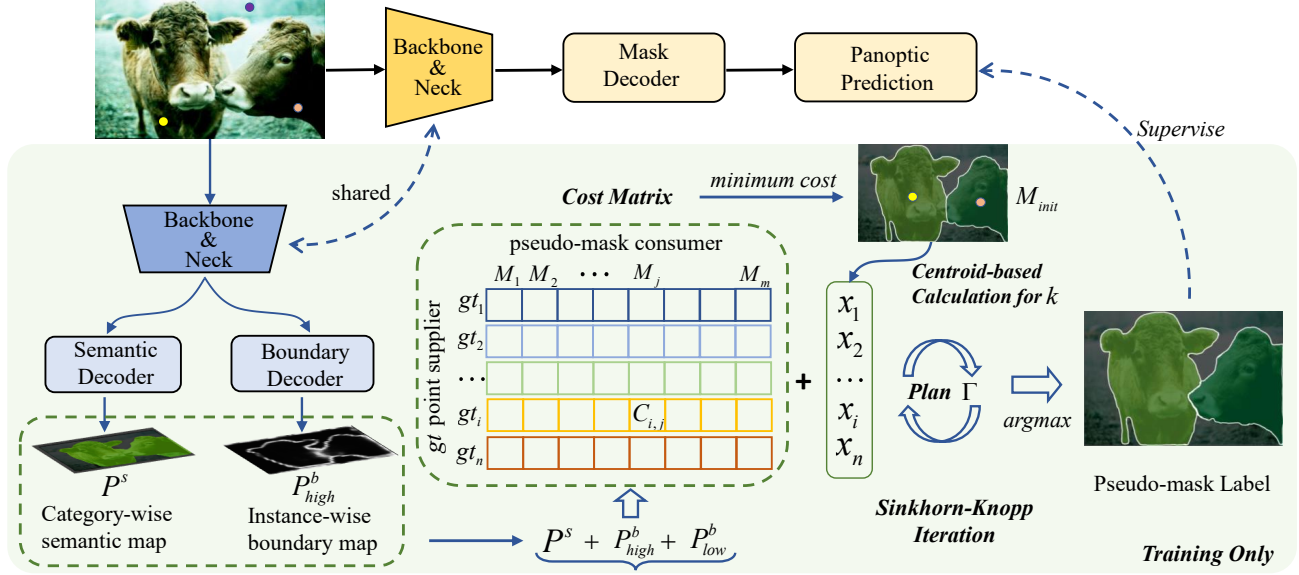 Backbone
&
Neck
Mask
Decoder
Panoptic
Prediction
Supervise
shared
Cost Matrix
minimum cost
M_init
Backbone
&
Neck
pseudo-mask consumer
Centroid-based
Calculation for k
M_1 M_2 ··· M_j M_m
gt point supplier
gt_1
gt_2
···
gt_i C_{i,j}
gt_n
+
x_1
x_2
...
x_i
x_n
Plan Γ
argmax
Semantic
Decoder
Boundary
Decoder
P^s
Category-wise
semantic map
P^b_high
Instance-wise
boundary map
P^s + P^b_high + P^b_low
Sinkhorn-Knopp
Iteration
Pseudo-mask Label
Training Only